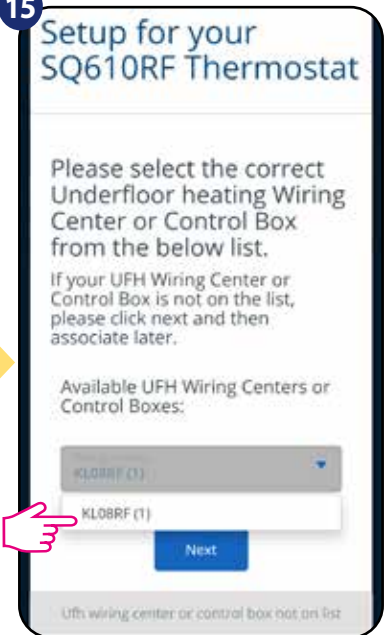 15
Setup for your
SQ610RF Thermostat
Please select the correct
Underfloor heating Wiring
Center or Control Box
from the below list.
If your UFH Wiring Center or
Control Box is not on the list,
please click next and then
associate later.
Available UFH Wiring Centers or
Control Boxes:
KL08RF (1)
KL08RF (1)
Next
Ufh wiring center or control box not on list